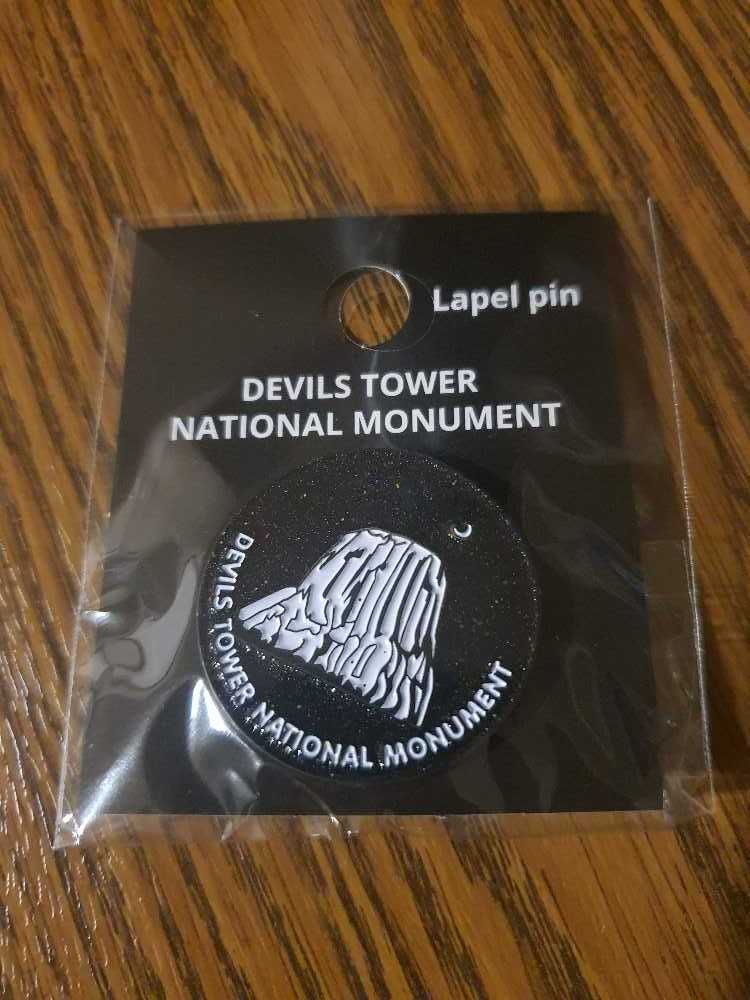 Lapel pin
DEVILS TOWER
NATIONAL MONUMENT
DEVILS TOWER NATIONAL MONUMENT